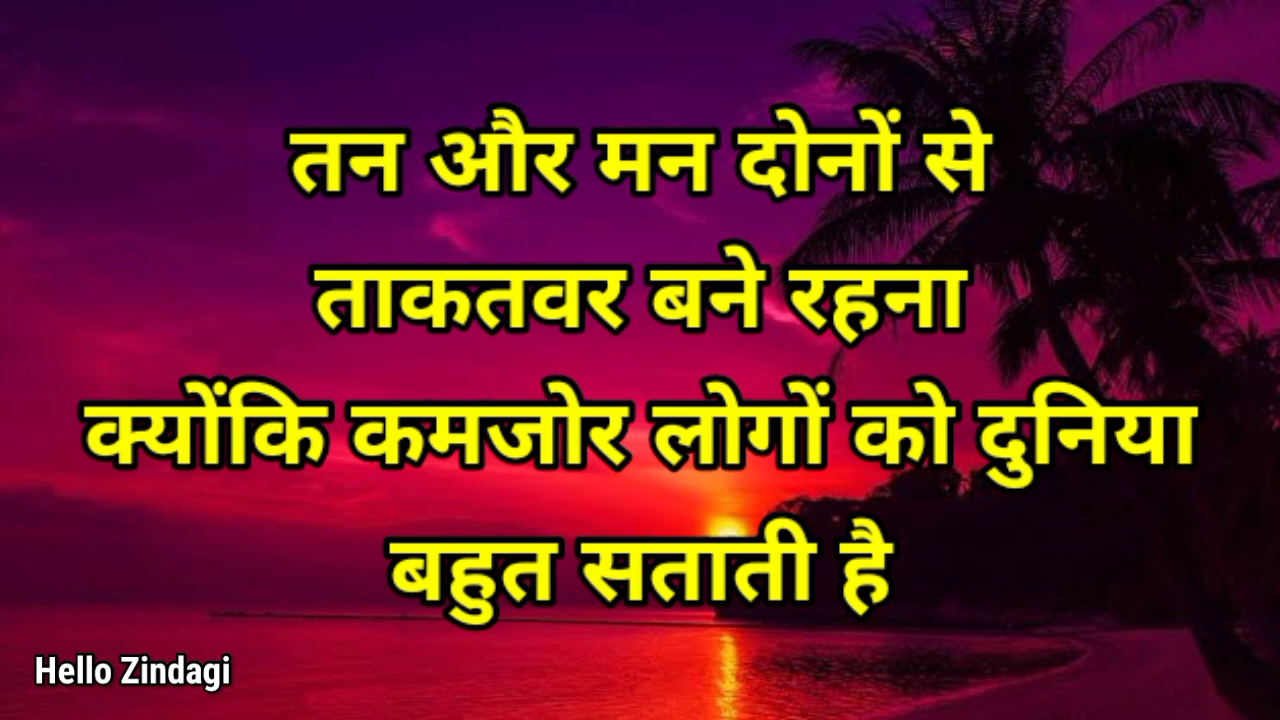 तन और मन दोनों से
ताकतवर बने रहना
क्योंकि कमजोर लोगों को दुनिया
बहुत सताती है
Hello Zindagi